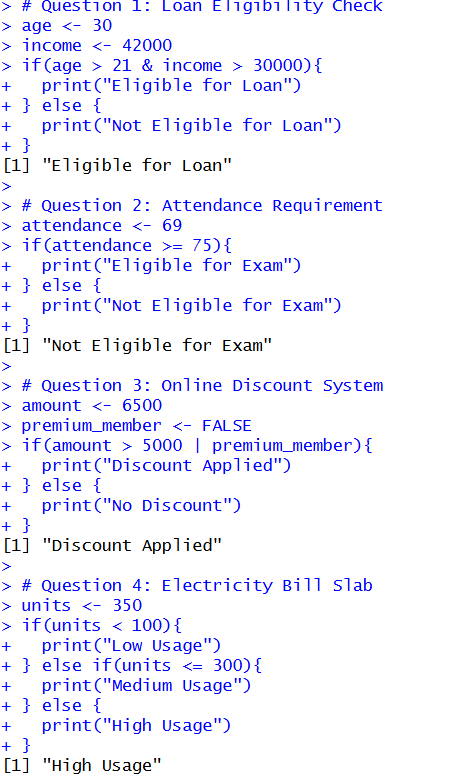 > # Question 1: Loan Eligibility Check
> age <- 30
> income <- 42000
> if(age > 21 & income > 30000){
+   print("Eligible for Loan")
+ } else {
+   print("Not Eligible for Loan")
+ }
[1] "Eligible for Loan"
>
> # Question 2: Attendance Requirement
> attendance <- 69
> if(attendance >= 75){
+   print("Eligible for Exam")
+ } else {
+   print("Not Eligible for Exam")
+ }
[1] "Not Eligible for Exam"
>
> # Question 3: Online Discount System
> amount <- 6500
> premium_member <- FALSE
> if(amount > 5000 | premium_member){
+   print("Discount Applied")
+ } else {
+   print("No Discount")
+ }
[1] "Discount Applied"
>
> # Question 4: Electricity Bill Slab
> units <- 350
> if(units < 100){
+   print("Low Usage")
+ } else if(units <= 300){
+   print("Medium Usage")
+ } else {
+   print("High Usage")
+ }
[1] "High Usage"